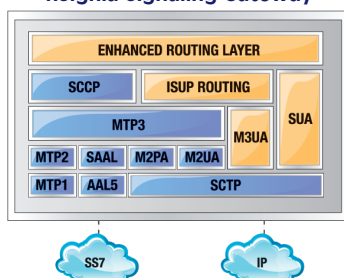 Insignia Signaling Gateway
ENHANCED ROUTING LAYER
SCCP
ISUP ROUTING
SUA
MTP3
M3UA
MTP2
SAAL
M2PA
M2UA
MTP1
AAL5
SCTP
SS7
IP